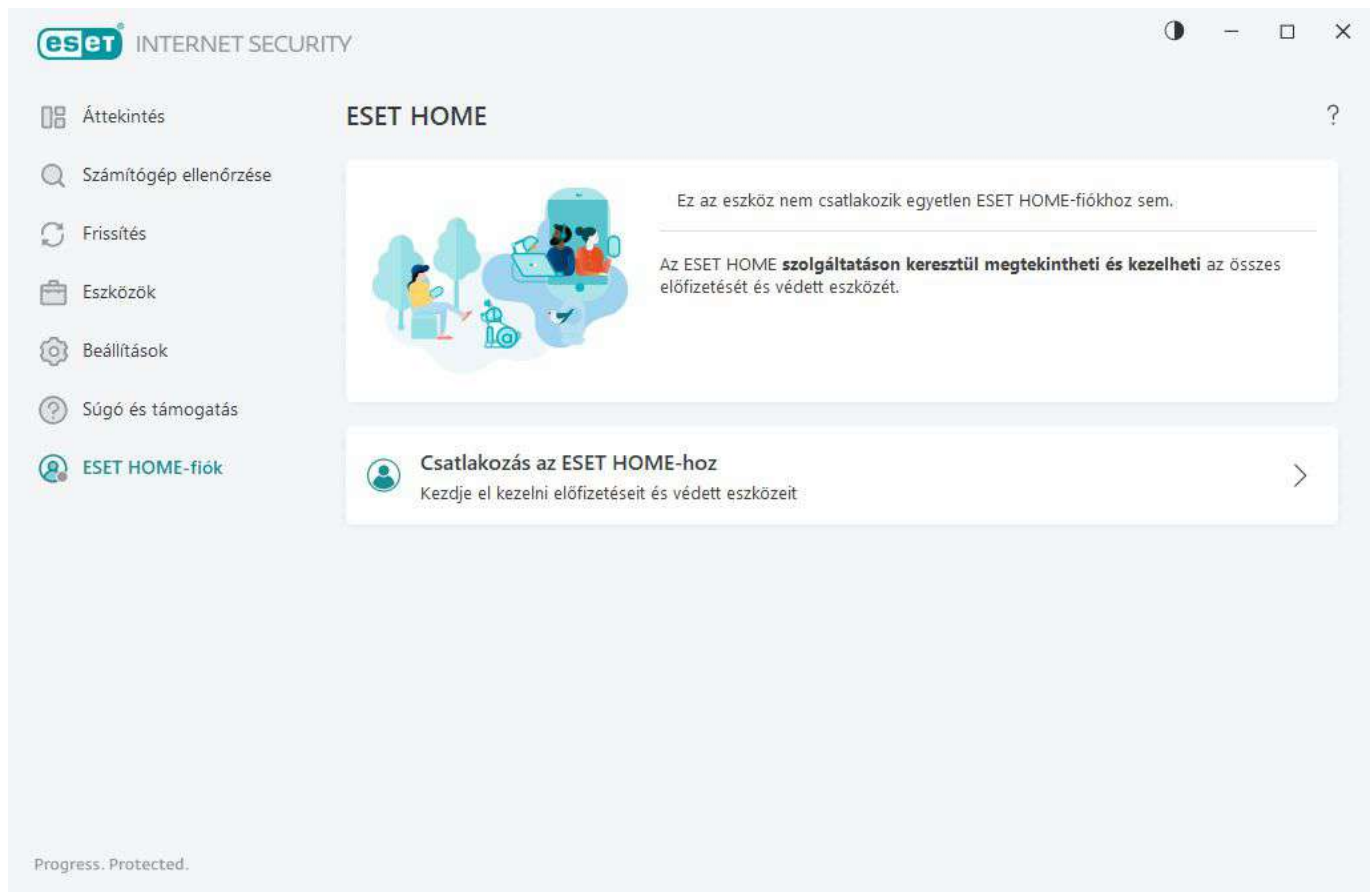 eset INTERNET SECURITY
Áttekintés
Számítógép ellenőrzése
Frissítés
Eszközök
Beállítások
Súgó és támogatás
ESET HOME-fiók
ESET HOME
?
Ez az eszköz nem csatlakozik egyetlen ESET HOME-fiókhoz sem.
Az ESET HOME szolgáltatáson keresztül megtekintheti és kezelheti az összes
előfizetését és védett eszközét.
Csatlakozás az ESET HOME-hoz
Kezdje el kezelni előfizetéseit és védett eszközeit
Progress. Protected.